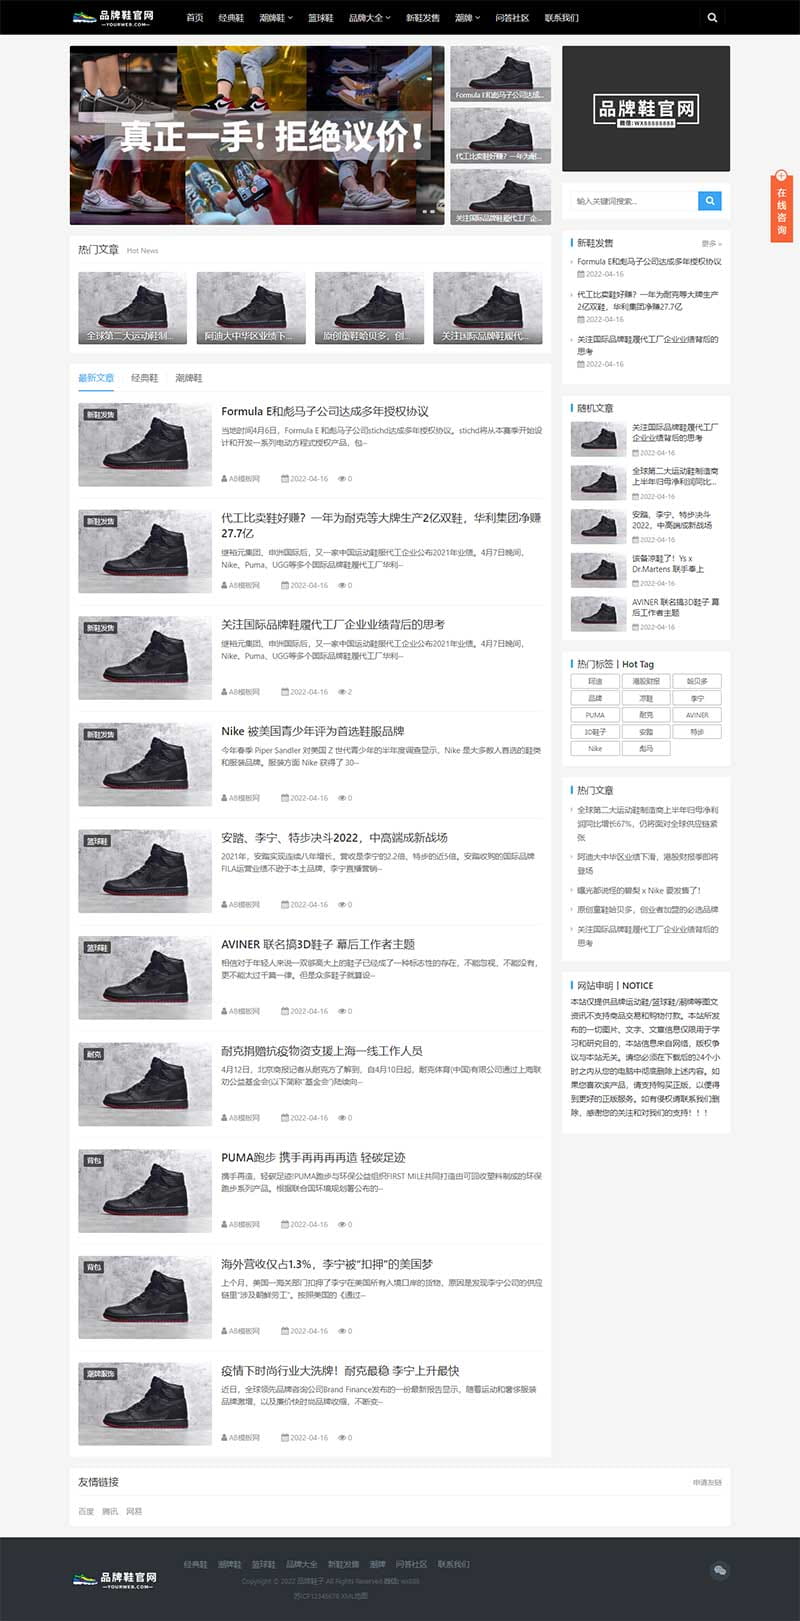 品牌鞋官网
—YOURWEB.COM—
首页 经典鞋 潮牌鞋 篮球鞋 品牌大全 新鞋发售 潮牌 问答社区 联系我们
真正一手! 拒绝议价!
Formula E和彪马子公司达成...
代工比卖鞋好赚？一年为耐...
关注国际品牌鞋履代工厂企...
品牌鞋官网
微信:WX88888888
输入关键词搜索...
在线咨询
热门文章 Hot News
全球第二大运动鞋制...
阿迪大中华区业绩下...
原创童鞋哈贝多，创...
关注国际品牌鞋履代...
最新文章 经典鞋 潮牌鞋
新鞋发售
Formula E和彪马子公司达成多年授权协议
当地时间4月6日，Formula E 和彪马子公司stichd达成多年授权协议。stichd将从本赛季开始设
计和开发一系列电动方程式授权产品，包···
AB模板网 2022-04-16 0
新鞋发售
代工比卖鞋好赚？一年为耐克等大牌生产2亿双鞋，华利集团净赚
27.7亿
继裕元集团、申洲国际后，又一家中国运动鞋服代工企业公布2021年业绩。4月7日晚间，
Nike、Puma、UGG等多个国际品牌鞋履代工厂华利···
AB模板网 2022-04-16 0
新鞋发售
关注国际品牌鞋履代工厂企业业绩背后的思考
继裕元集团、申洲国际后，又一家中国运动鞋服代工企业公布2021年业绩。4月7日晚间，
Nike、Puma、UGG等多个国际品牌鞋履代工厂华利···
AB模板网 2022-04-16 2
新鞋发售
Nike 被美国青少年评为首选鞋服品牌
今年春季 Piper Sandler 对美国 Z 世代青少年的半年度调查显示，Nike 是大多数人首选的鞋类
和服装品牌。服装方面 Nike 获得了 30···
AB模板网 2022-04-16 0
篮球鞋
安踏、李宁、特步决斗2022，中高端成新战场
2021年，安踏实现连续八年增长，营收是李宁的2.2倍、特步的近5倍。安踏收购的国际品牌
FILA运营业绩不逊于本土品牌，李宁直播营销···
AB模板网 2022-04-16 0
篮球鞋
AVINER 联名搞3D鞋子 幕后工作者主题
相信对于年轻人来说一双够高大上的鞋子已经成了一种标志性的存在，不能忽视，不能没有，
更不能太过千篇一律。但是众多鞋子就算设···
AB模板网 2022-04-16 0
耐克
耐克捐赠抗疫物资支援上海一线工作人员
4月12日，北京商报记者从耐克方了解到，自4月10日起，耐克体育(中国)有限公司通过上海联
劝公益基金会(以下简称“基金会”)陆续向···
AB模板网 2022-04-16 0
背包
PUMA跑步 携手再再再再造 轻碳足迹
携手再造，轻碳足迹!PUMA跑步与环保公益组织FIRST MILE共同打造由可回收塑料制成的环保
跑步系列产品。根据联合国环境规划署公布的···
AB模板网 2022-04-16 0
背包
海外营收仅占1.3%，李宁被“扣押”的美国梦
上个月，美国一海关部门扣押了李宁在美国所有入境口岸的货物，原因是发现李宁公司的供应
链里“涉及朝鲜劳工”。按照美国的《通过···
AB模板网 2022-04-16 0
潮牌服饰
疫情下时尚行业大洗牌！耐克最稳 李宁上升最快
近日，全球领先品牌咨询公司Brand Finance发布的一份最新报告显示，随着运动和奢侈服装
品牌激增，以及廉价快时尚品牌收缩，不断变···
AB模板网 2022-04-16 0
新鞋发售 更多 »
Formula E和彪马子公司达成多年授权协议
2022-04-16
代工比卖鞋好赚？一年为耐克等大牌生产
2亿双鞋，华利集团净赚27.7亿
2022-04-16
关注国际品牌鞋履代工厂企业业绩背后的
思考
2022-04-16
随机文章
关注国际品牌鞋履代工厂
企业业绩背后的思考
2022-04-16
全球第二大运动鞋制造商
上半年归母净利润同比...
2022-04-16
安踏、李宁、特步决斗
2022，中高端成新战场
2022-04-16
该备凉鞋了！Ys x
Dr.Martens 联手奉上
2022-04-16
AVINER 联名搞3D鞋子 幕
后工作者主题
2022-04-16
热门标签 | Hot Tag
阿迪 港股财报 哈贝多
品牌 凉鞋 李宁
PUMA 耐克 AVINER
3D鞋子 安踏 特步
Nike 彪马
热门文章
全球第二大运动鞋制造商上半年归母净利
润同比增长67%，仍将面对全球供应链紧
张
阿迪大中华区业绩下滑，港股财报季即将
登场
曝光都说怪的碧梨 x Nike 要发售了！
原创童鞋哈贝多，创业者加盟的必选品牌
关注国际品牌鞋履代工厂企业业绩背后的
思考
网站申明 | NOTICE
本站仅提供品牌运动鞋/篮球鞋/潮牌等图文
资讯不支持商品交易和购物付款。本站所发
布的一切图片、文字、文章信息仅限用于学
习和研究目的，本站信息来自网络，版权争
议与本站无关。请您必须在下载后的24个小
时之内从您的电脑中彻底删除上述内容。如
果您喜欢该产品，请支持购买正版，以便得
到更好的正版服务。如有侵权请联系我们删
除，感谢您的关注和对我们的支持！！！
友情链接 申请友链
百度 腾讯 网易
品牌鞋官网
—YOURWEB.COM—
经典鞋 潮牌鞋 篮球鞋 品牌大全 新鞋发售 潮牌 问答社区 联系我们
Copyright © 2022 品牌鞋子 All Rights Reserved 微信: wx888
苏ICP12345678 XML地图